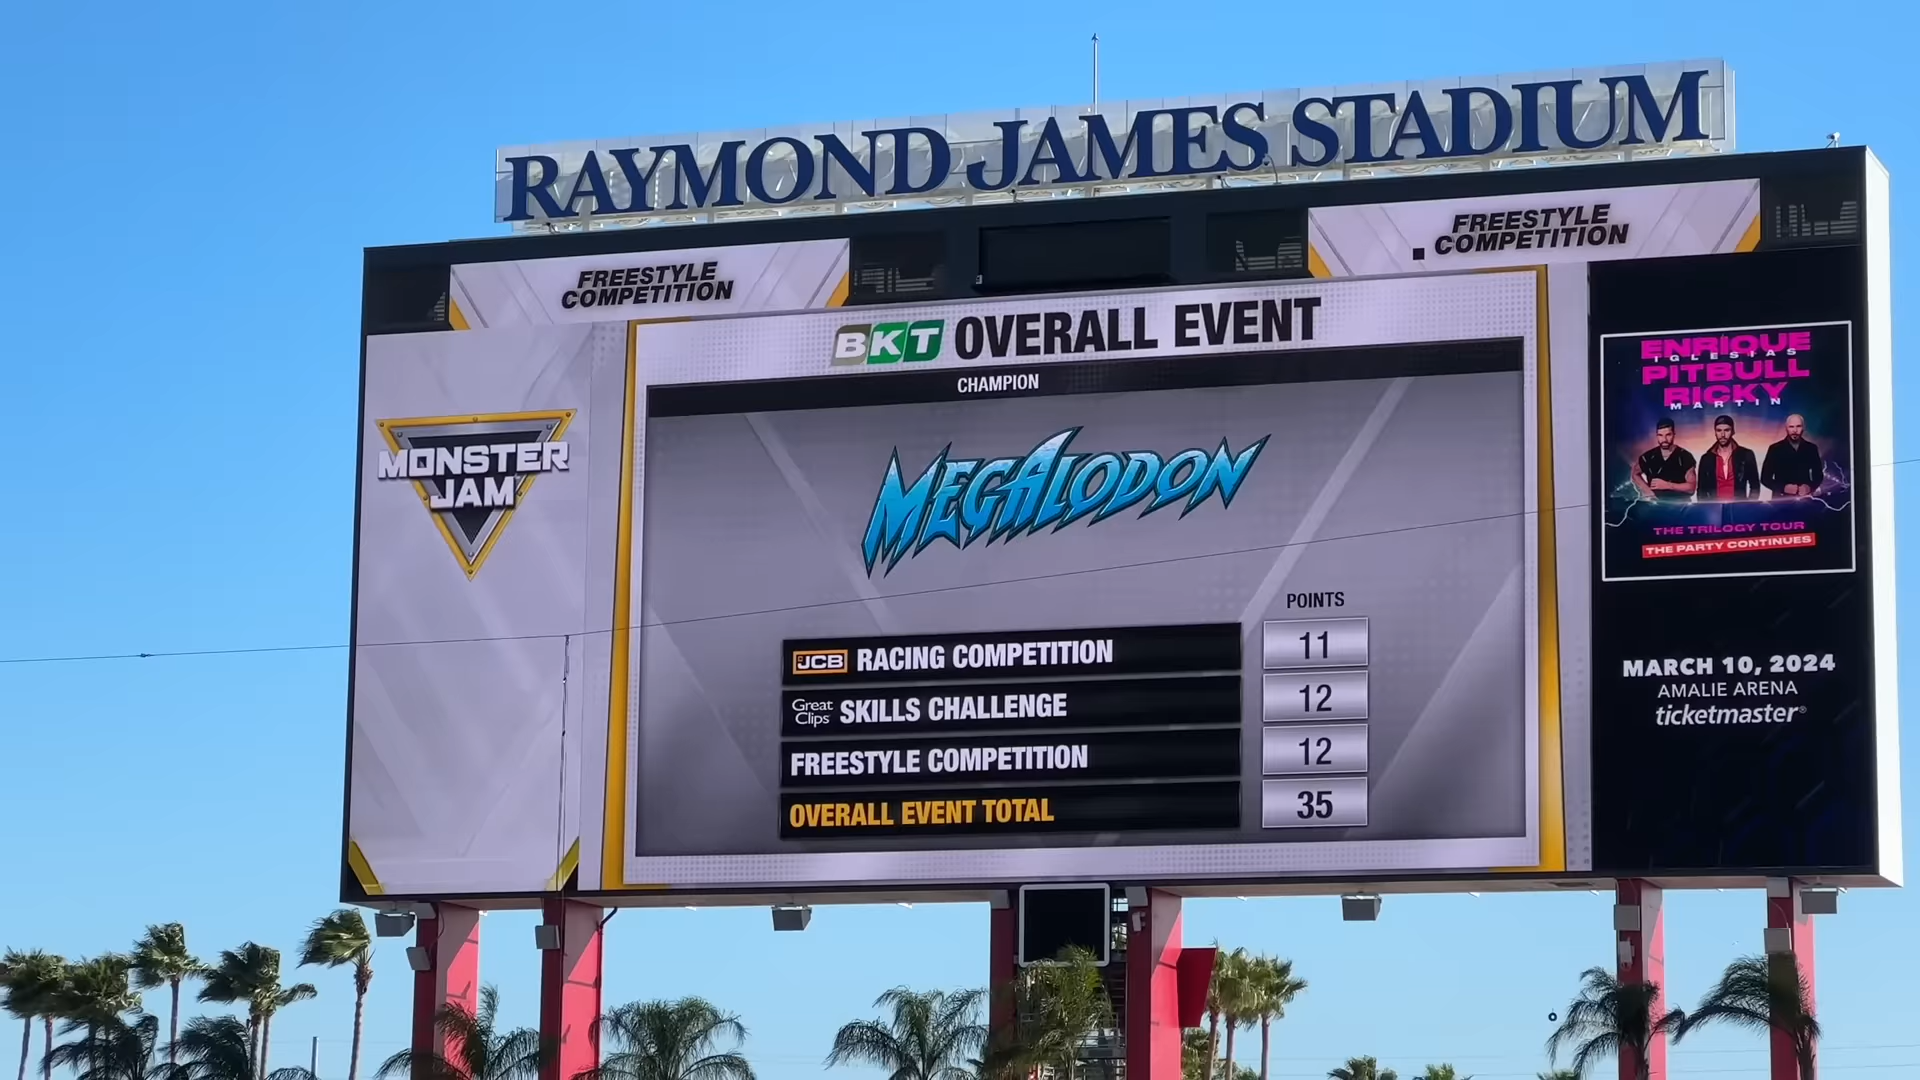 RAYMOND JAMES STADIUM
FREESTYLE
COMPETITION
FREESTYLE
COMPETITION
BKT OVERALL EVENT
CHAMPION
MONSTER
JAM
MEGALODON
POINTS
JCB RACING COMPETITION 11
Great Clips SKILLS CHALLENGE 12
FREESTYLE COMPETITION 12
OVERALL EVENT TOTAL 35
ENRIQUE
IGLESIAS
PITBULL
RICKY
MARTIN
THE TRILOGY TOUR
THE PARTY CONTINUES
MARCH 10, 2024
AMALIE ARENA
ticketmaster®